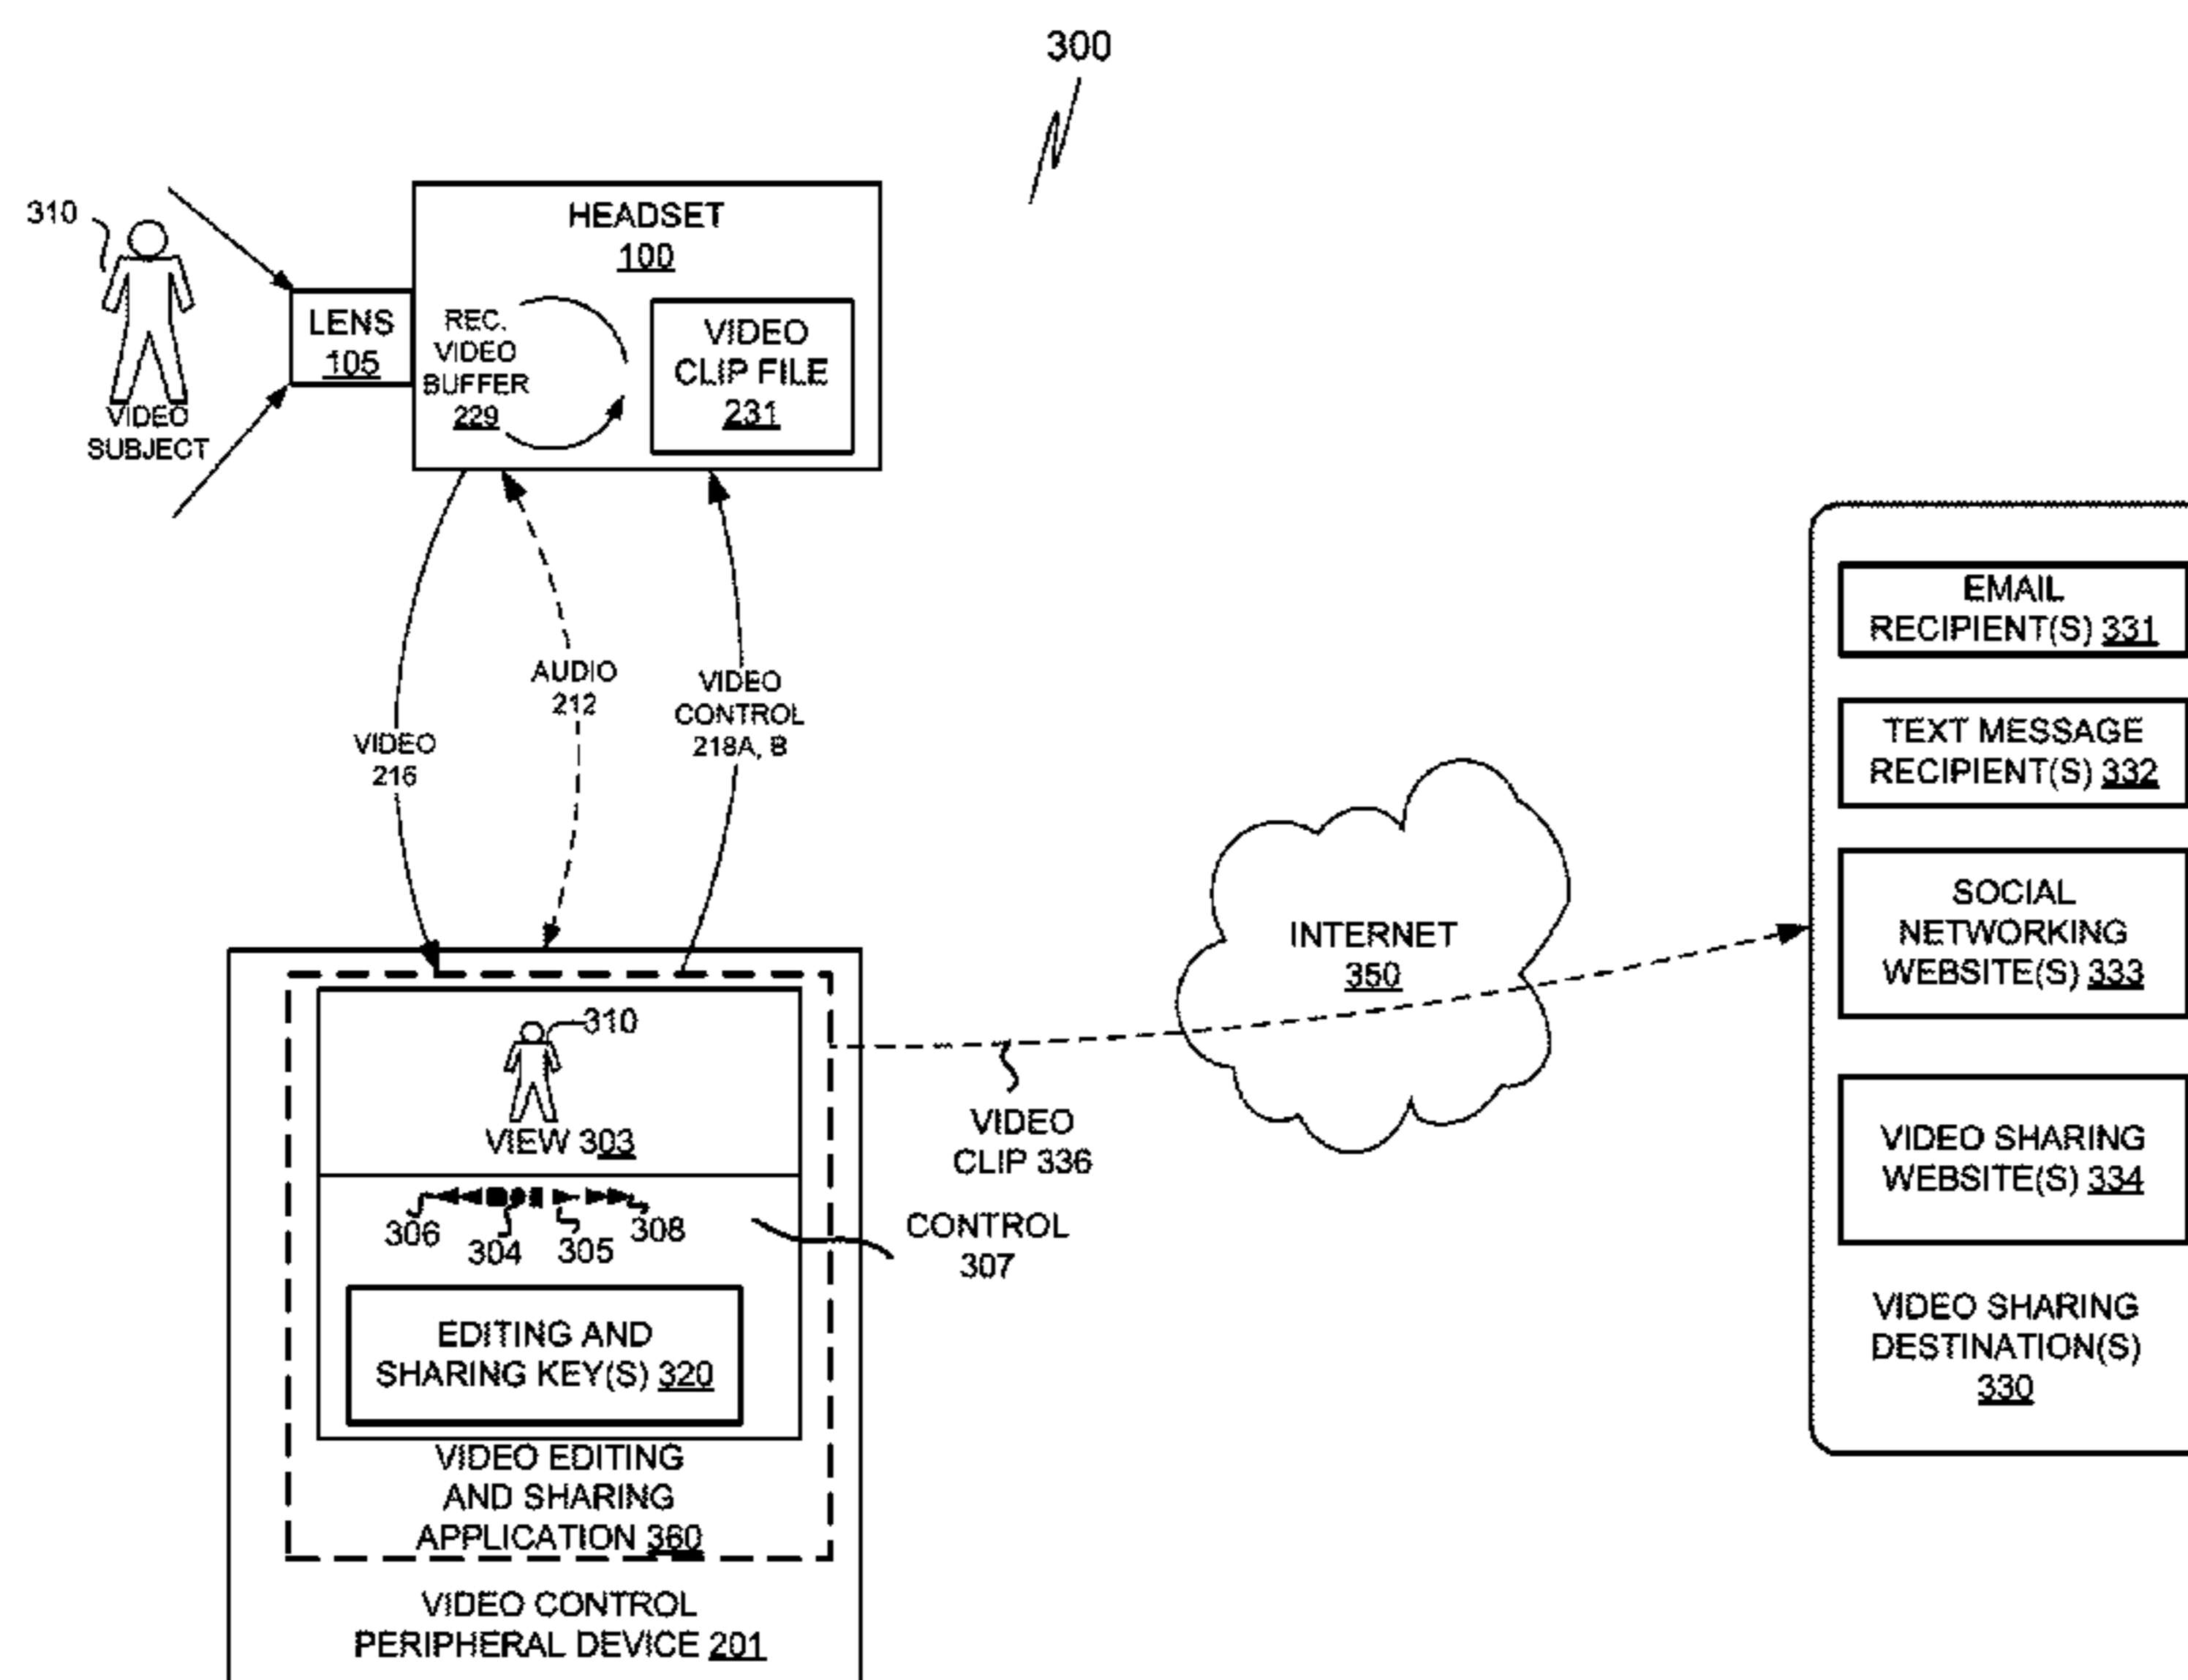 300
310
VIDEO
SUBJECT
LENS
105
HEADSET
100
REC.
VIDEO
BUFFER
229
VIDEO
CLIP FILE
231
VIDEO
216
AUDIO
212
VIDEO
CONTROL
218A, B
310
VIEW 303
306
304
305
308
CONTROL
307
EDITING AND
SHARING KEY(S) 320
VIDEO EDITING
AND SHARING
APPLICATION 360
VIDEO CONTROL
PERIPHERAL DEVICE 201
VIDEO
CLIP 336
INTERNET
350
EMAIL
RECIPIENT(S) 331
TEXT MESSAGE
RECIPIENT(S) 332
SOCIAL
NETWORKING
WEBSITE(S) 333
VIDEO SHARING
WEBSITE(S) 334
VIDEO SHARING
DESTINATION(S)
330